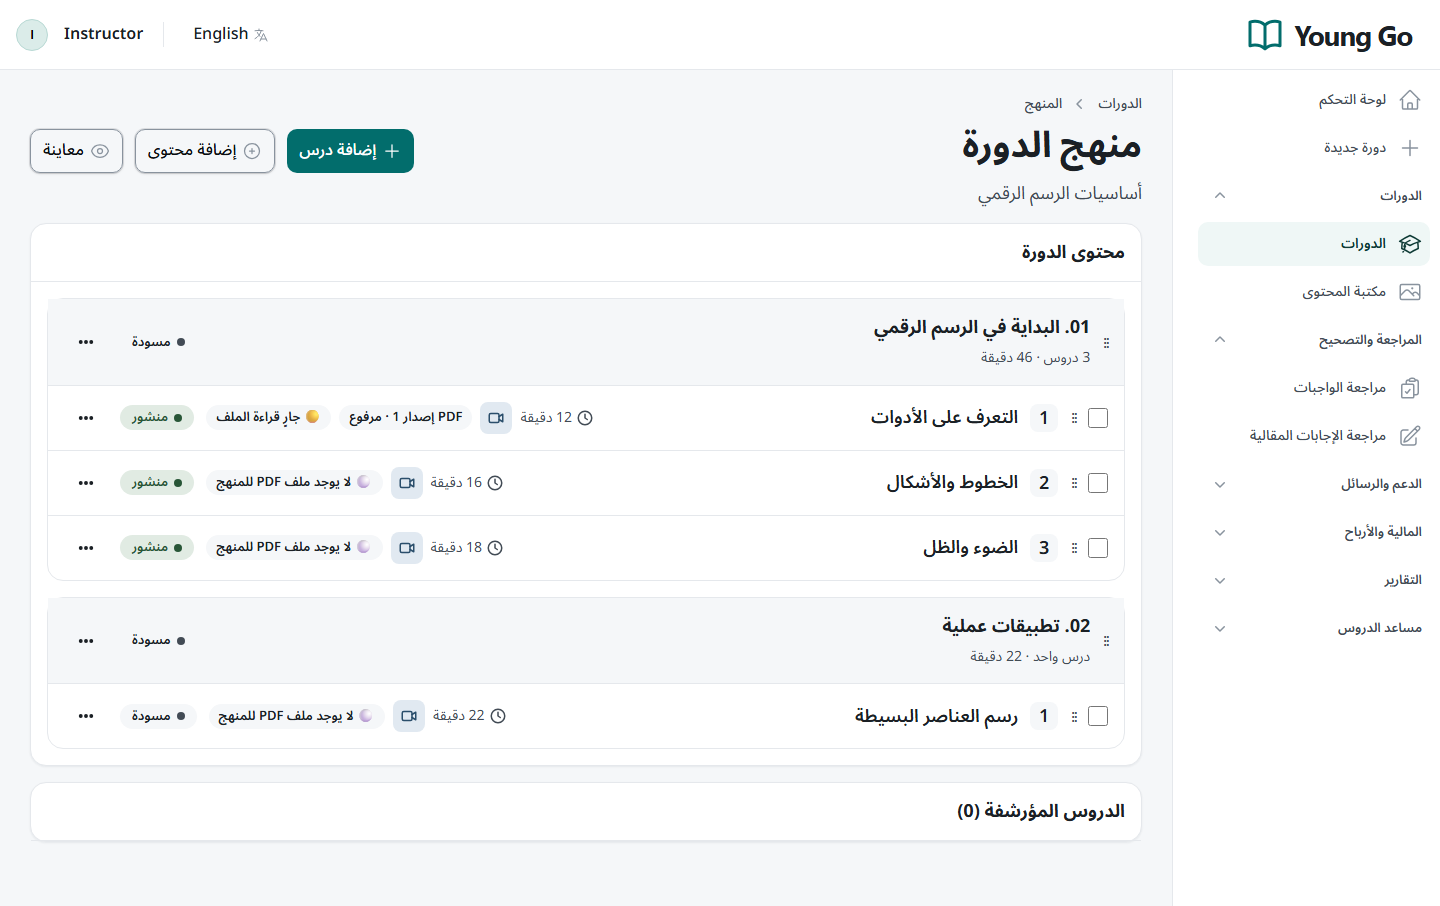 Young Go
English
Instructor
I
لوحة التحكم
دورة جديدة
الدورات
الدورات
مكتبة المحتوى
المراجعة والتصحيح
مراجعة الواجبات
مراجعة الإجابات المقالية
الدعم والرسائل
المالية والأرباح
التقارير
مساعد الدروس
الدورات
المنهج
منهج الدورة
أساسيات الرسم الرقمي
إضافة درس
إضافة محتوى
معاينة
محتوى الدورة
01. البداية في الرسم الرقمي
3 دروس · 46 دقيقة
مسودة
1 التعرف على الأدوات 12 دقيقة PDF إصدار 1 · مرفوع جارٍ قراءة الملف منشور
2 الخطوط والأشكال 16 دقيقة لا يوجد ملف PDF للمنهج منشور
3 الضوء والظل 18 دقيقة لا يوجد ملف PDF للمنهج منشور
02. تطبيقات عملية
درس واحد · 22 دقيقة
مسودة
1 رسم العناصر البسيطة 22 دقيقة لا يوجد ملف PDF للمنهج مسودة
الدروس المؤرشفة (0)